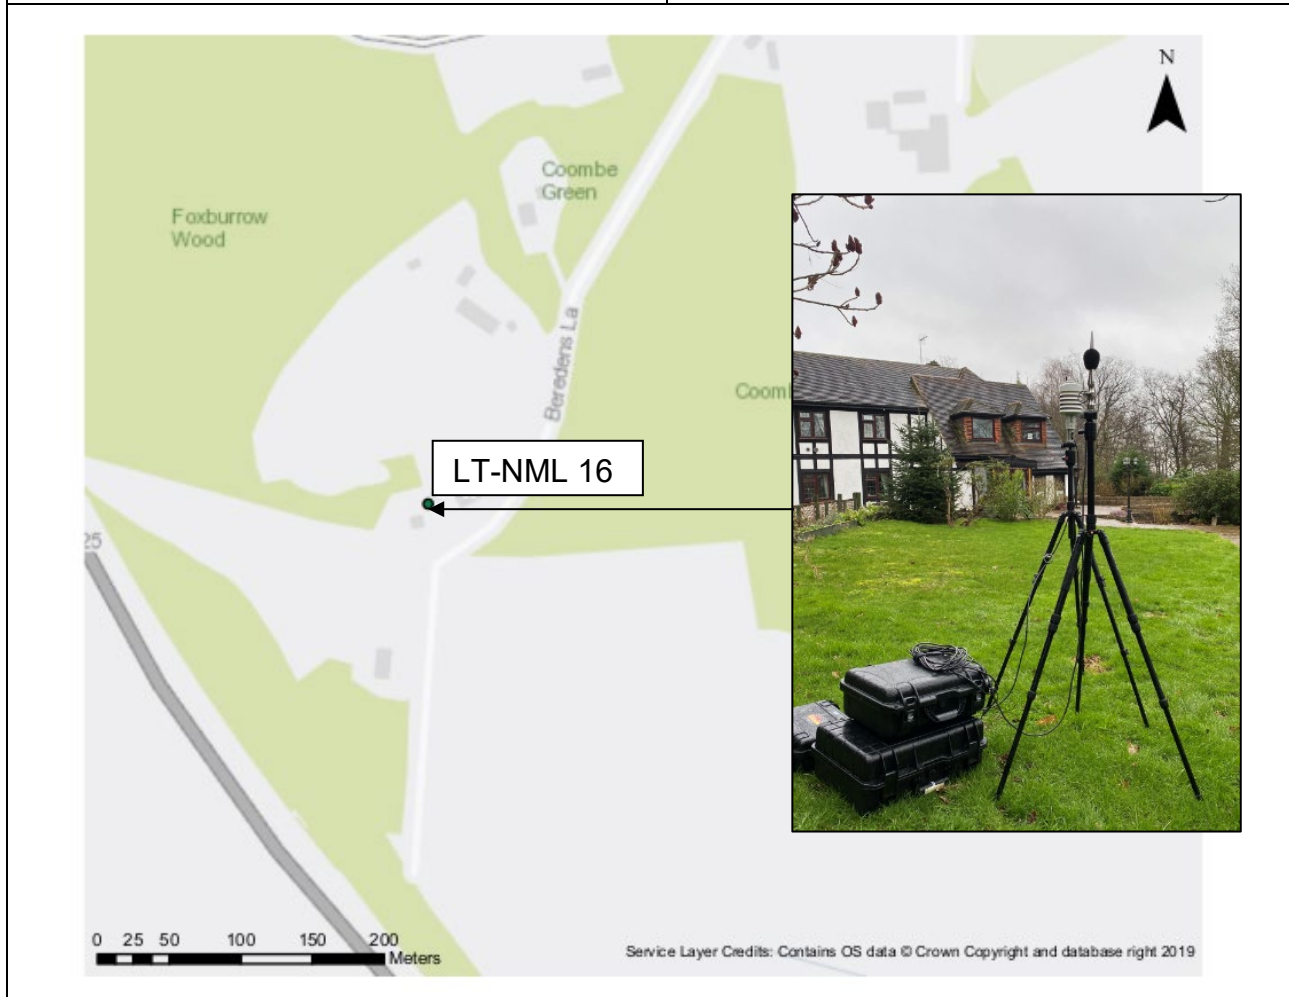 N
Coombe
Green
Foxburrow
Wood
Beredens La
Coomb
LT-NML 16
25
0 25 50 100 150 200
Meters
Service Layer Credits: Contains OS data © Crown Copyright and database right 2019